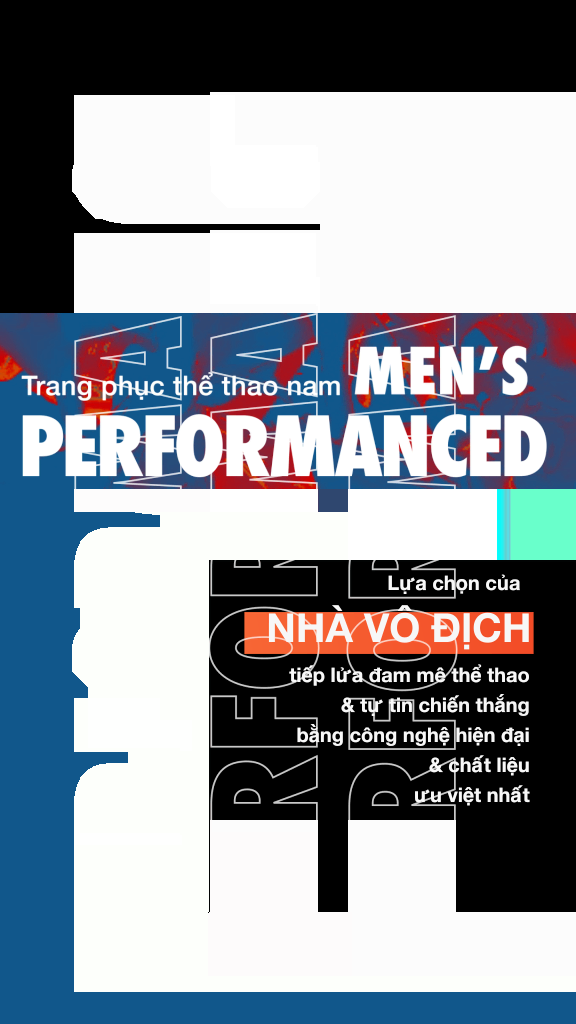 Trang phục thể thao nam MEN'S
PERFORMANCED
Lựa chọn của
NHÀ VÔ ĐỊCH
tiếp lửa đam mê thể thao
& tự tin chiến thắng
bằng công nghệ hiện đại
& chất liệu
ưu việt nhất